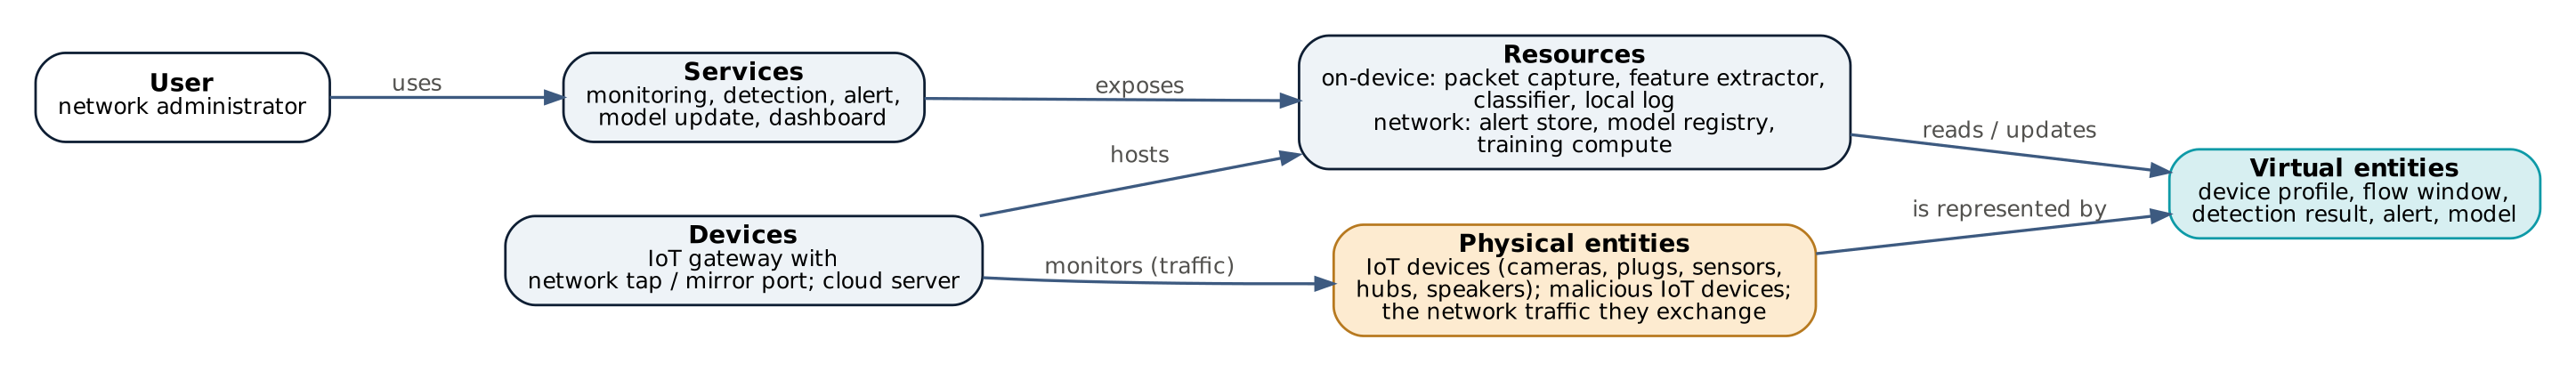 User
network administrator
uses
Services
monitoring, detection, alert,
model update, dashboard
exposes
Resources
on-device: packet capture, feature extractor,
classifier, local log
network: alert store, model registry,
training compute
hosts
Devices
IoT gateway with
network tap / mirror port; cloud server
monitors (traffic)
Physical entities
IoT devices (cameras, plugs, sensors,
hubs, speakers); malicious IoT devices;
the network traffic they exchange
reads / updates
is represented by
Virtual entities
device profile, flow window,
detection result, alert, model